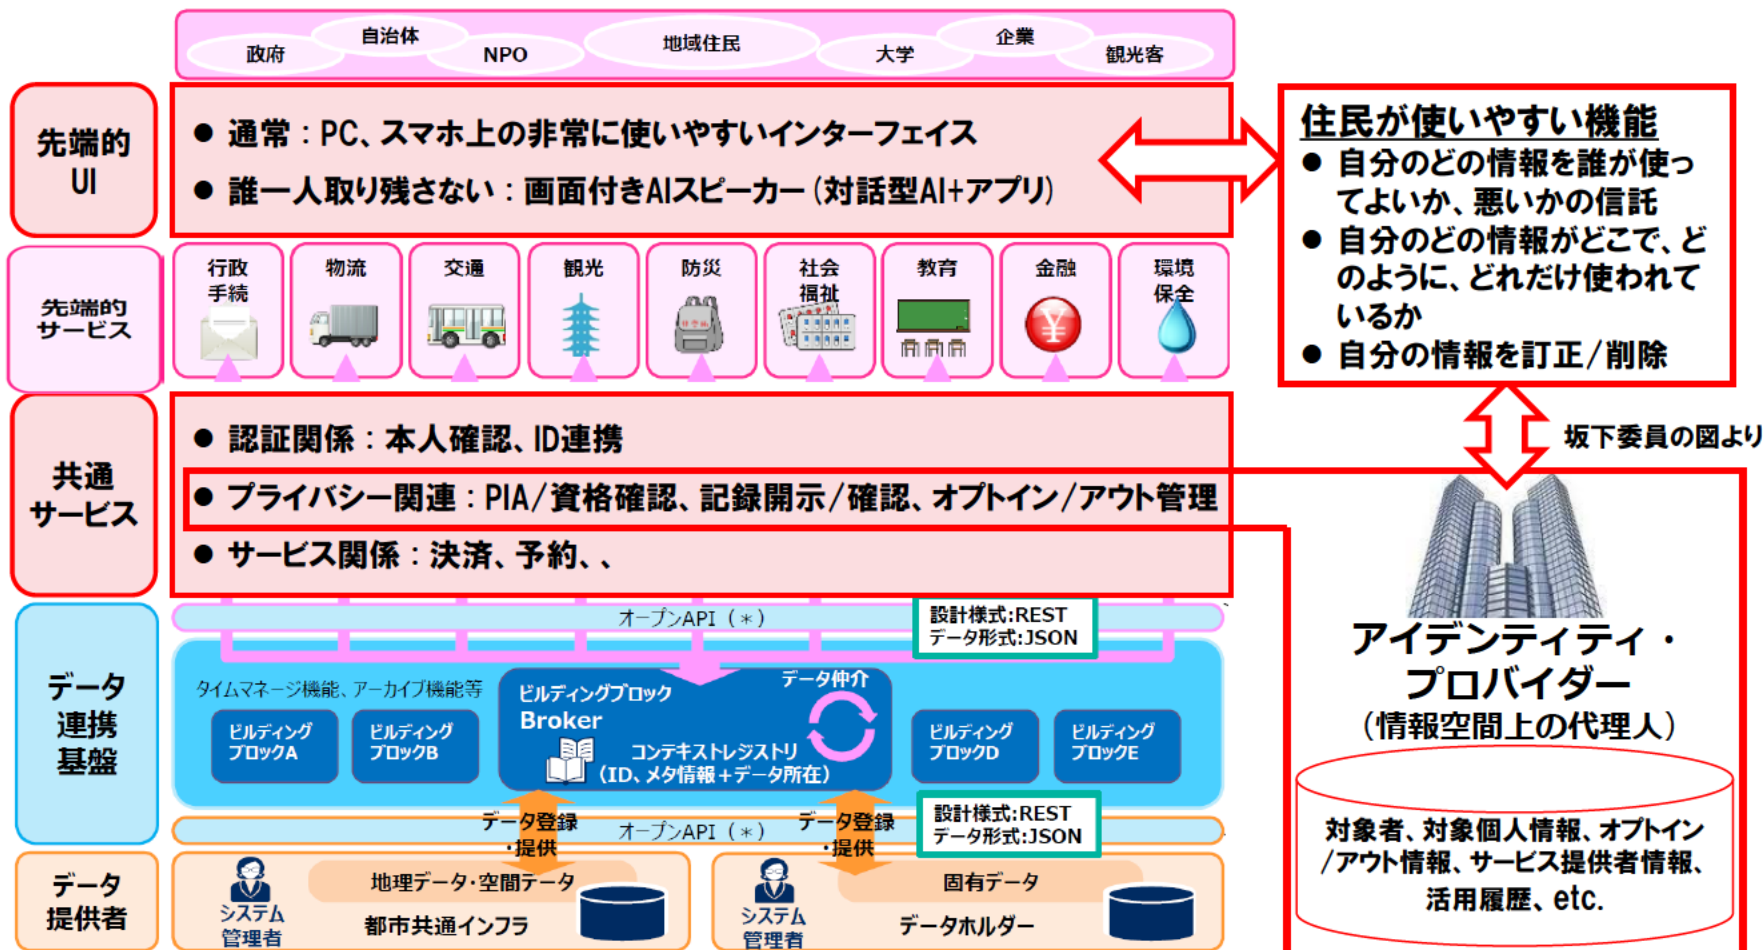 政府
自治体
NPO
地域住民
大学
企業
観光客
先端的
UI
● 通常：PC、スマホ上の非常に使いやすいインターフェイス
● 誰一人取り残さない：画面付きAIスピーカー（対話型AI+アプリ）
住民が使いやすい機能
● 自分のどの情報を誰が使っ
てよいか、悪いかの信託
● 自分のどの情報がどこで、ど
のように、どれだけ使われて
いるか
● 自分の情報を訂正/削除
先端的
サービス
行政
手続
物流
交通
観光
防災
社会
福祉
教育
金融
環境
保全
坂下委員の図より
共通
サービス
● 認証関係：本人確認、ID連携
● プライバシー関連：PIA/資格確認、記録開示/確認、オプトイン/アウト管理
● サービス関係：決済、予約、、
アイデンティティ・
プロバイダー
（情報空間上の代理人）
対象者、対象個人情報、オプトイン
/アウト情報、サービス提供者情報、
活用履歴、etc.
データ
連携
基盤
オープンAPI（＊）
設計様式:REST
データ形式:JSON
タイムマネージ機能、アーカイブ機能等
ビルディング
ブロックA
ビルディング
ブロックB
ビルディングブロック
Broker
データ仲介
コンテキストレジストリ
（ID、メタ情報＋データ所在）
ビルディング
ブロックD
ビルディング
ブロックE
データ登録
・提供
オープンAPI（＊）
データ登録
・提供
設計様式:REST
データ形式:JSON
データ
提供者
システム
管理者
地理データ・空間データ
都市共通インフラ
システム
管理者
固有データ
データホルダー